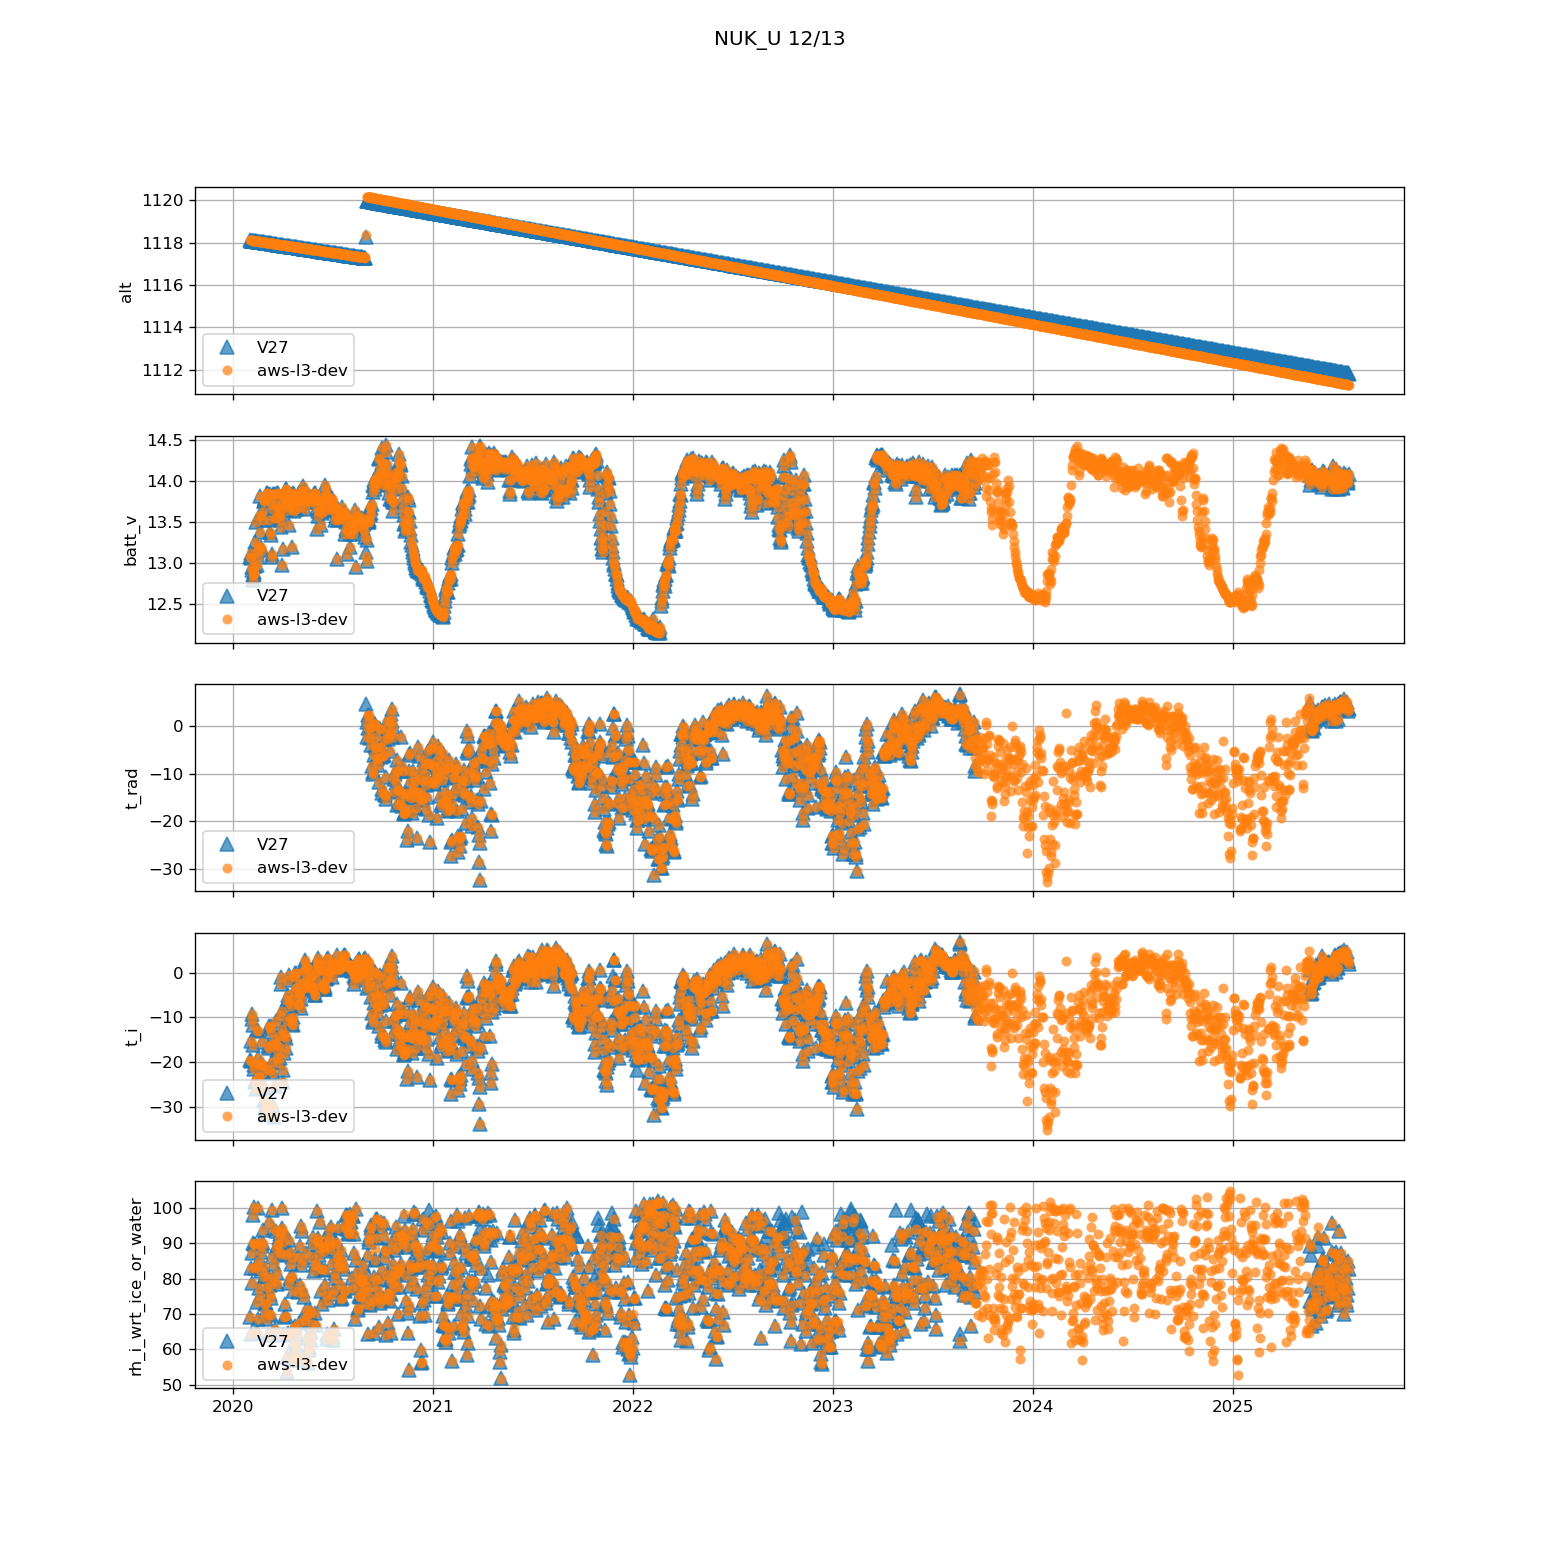 NUK_U 12/13
1120
1118
1116
1114
1112
alt
V27
aws-l3-dev
14.5
14.0
13.5
13.0
12.5
batt_v
V27
aws-l3-dev
0
−10
−20
−30
t_rad
V27
aws-l3-dev
0
−10
−20
−30
t_i
V27
aws-l3-dev
100
90
80
70
60
50
rh_i_wrt_ice_or_water
V27
aws-l3-dev
2020 2021 2022 2023 2024 2025